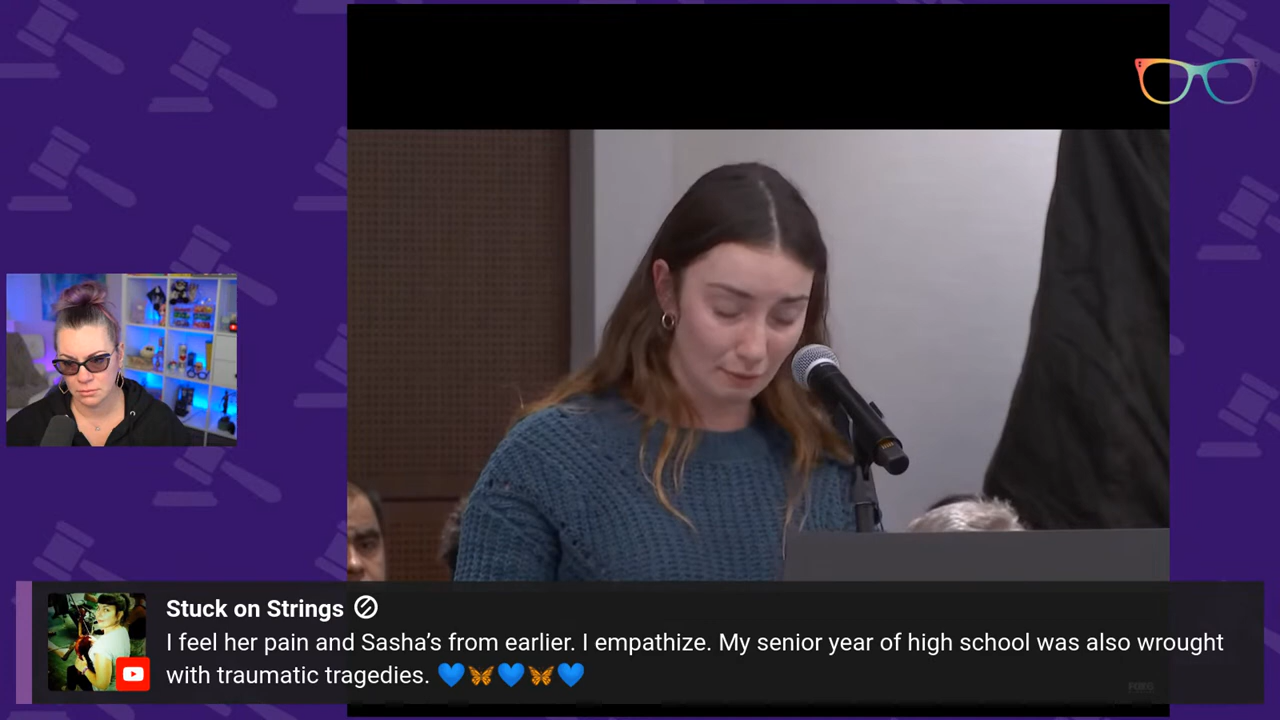 Stuck on Strings
I feel her pain and Sasha’s from earlier. I empathize. My senior year of high school was also wrought
with traumatic tragedies. 💙🦋💙🦋💙